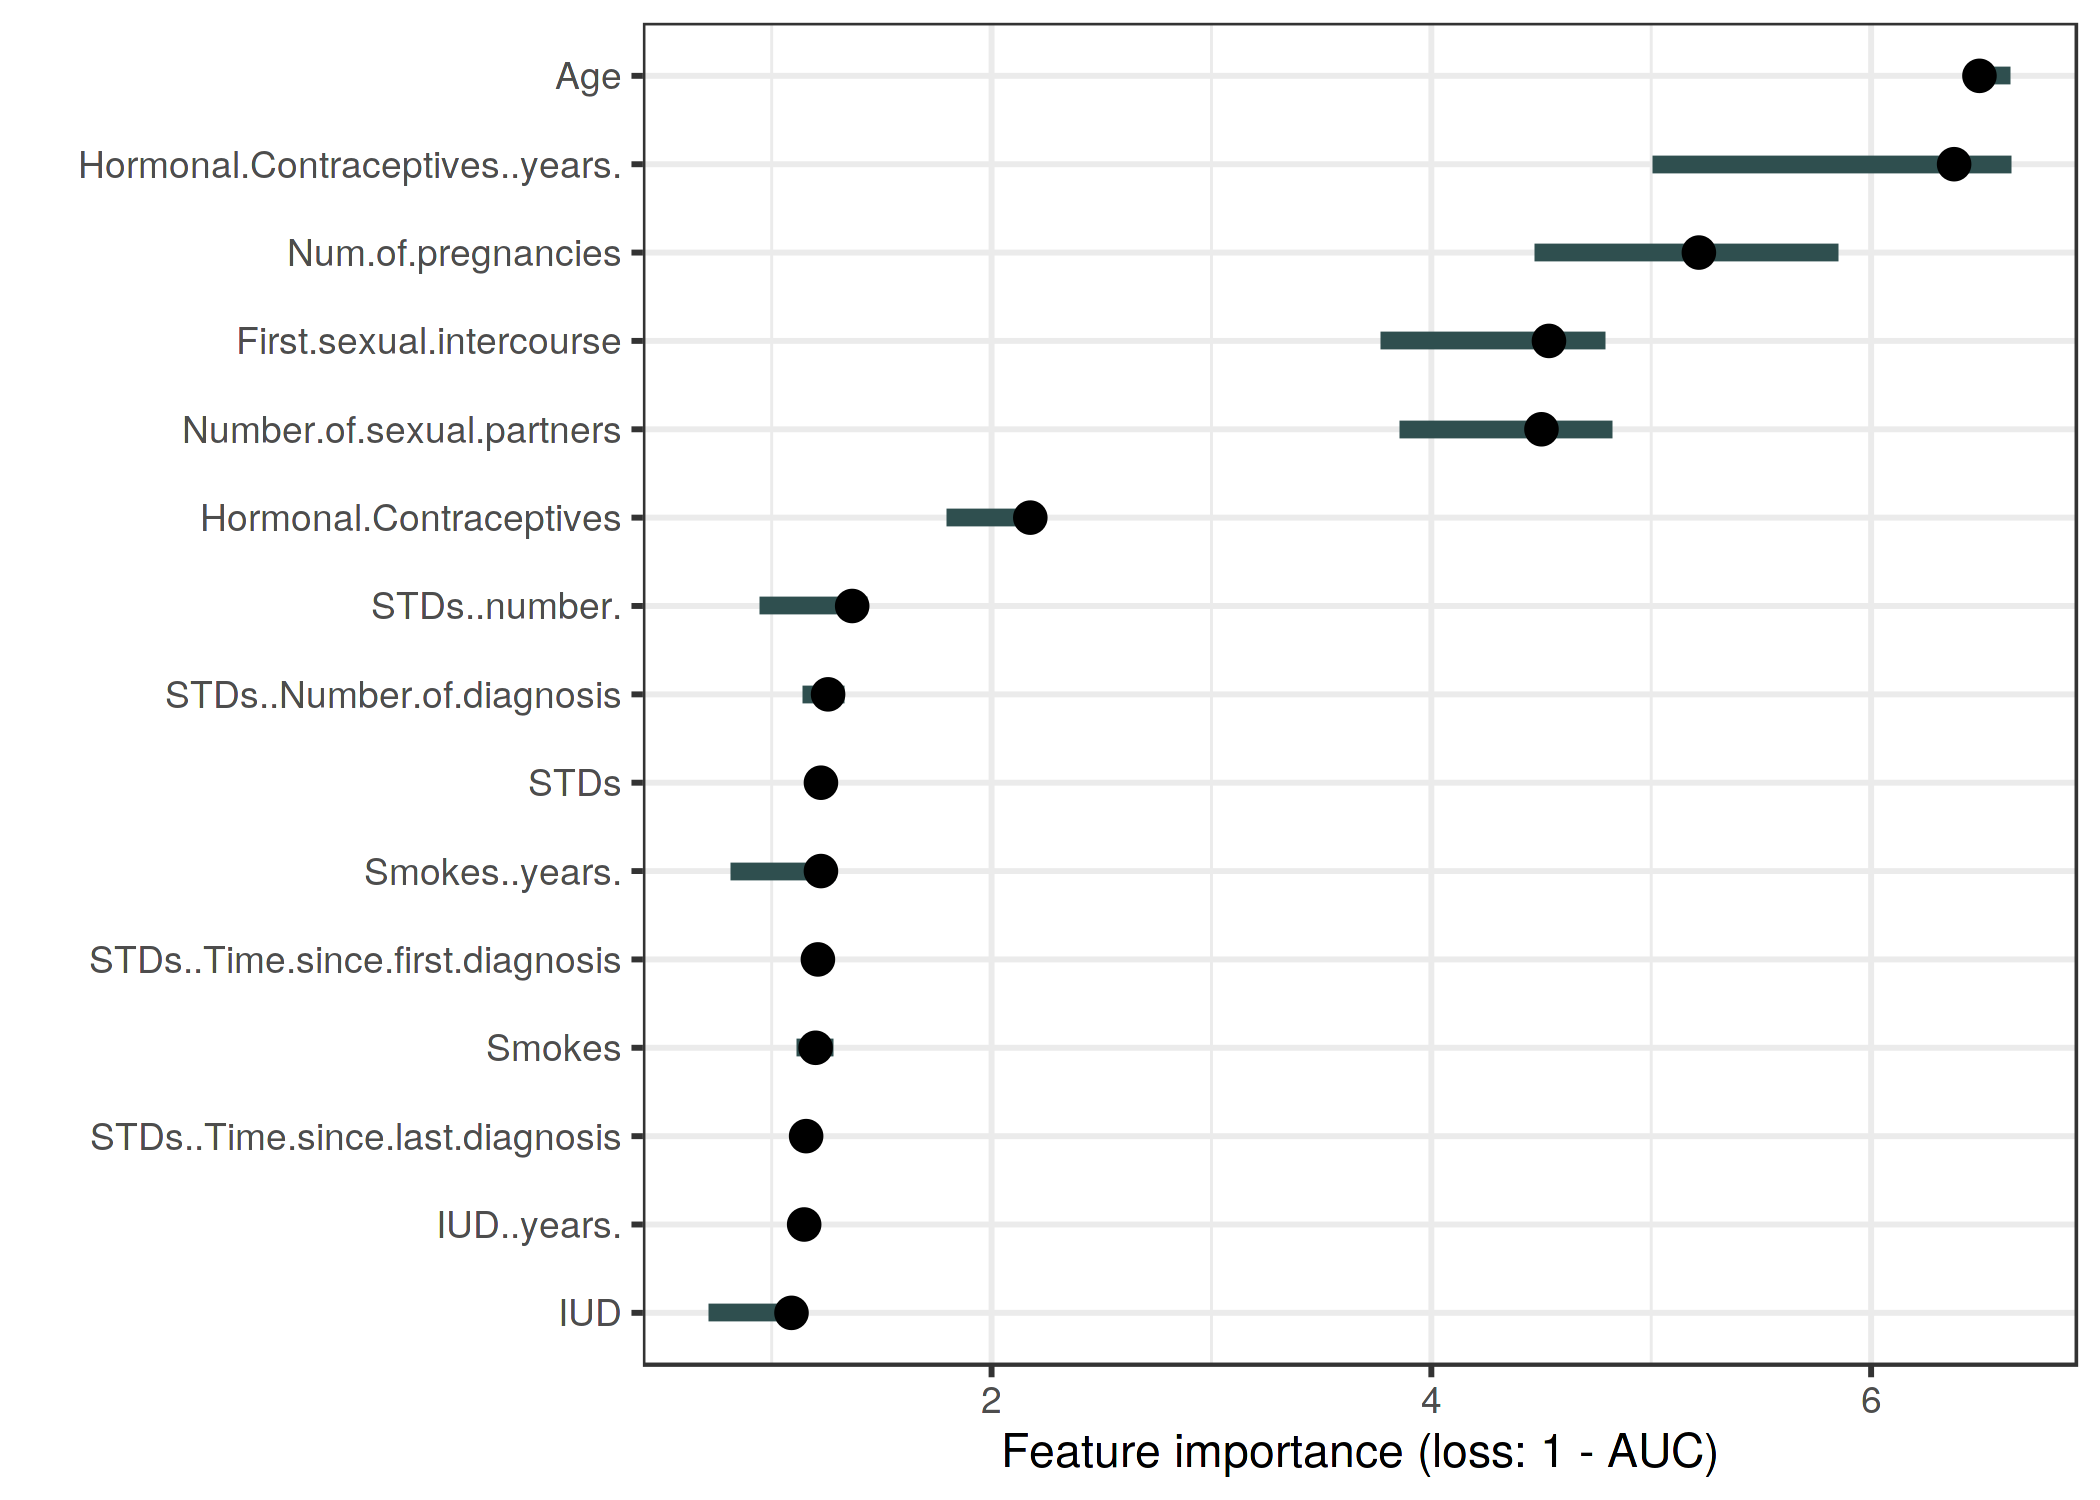 Age
Hormonal.Contraceptives..years.
Num.of.pregnancies
First.sexual.intercourse
Number.of.sexual.partners
Hormonal.Contraceptives
STDs..number.
STDs..Number.of.diagnosis
STDs
Smokes..years.
STDs..Time.since.first.diagnosis
Smokes
STDs..Time.since.last.diagnosis
IUD..years.
IUD
2 4 6
Feature importance (loss: 1 - AUC)